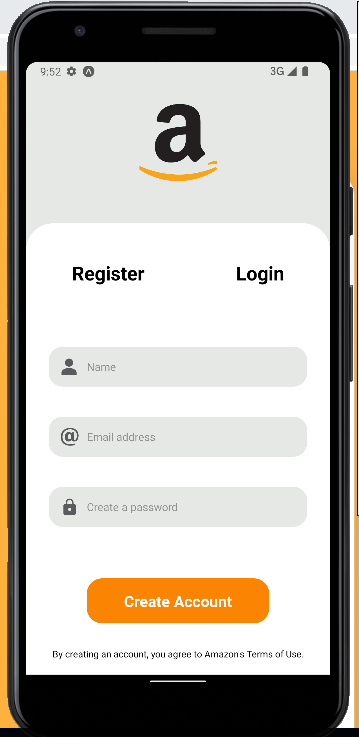 9:52 3G
a
Register Login
Name
@ Email address
Create a password
Create Account
By creating an account, you agree to Amazon's Terms of Use.